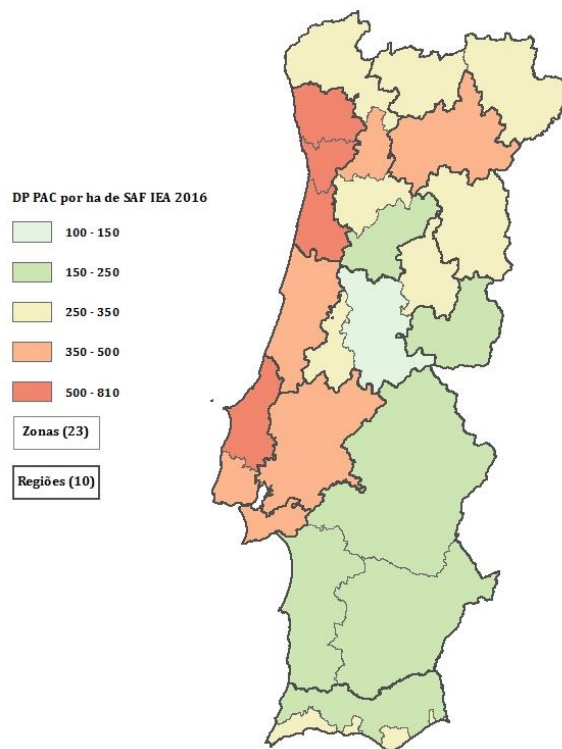 DP PAC por ha de SAF IEA 2016
100 - 150
150 - 250
250 - 350
350 - 500
500 - 810
Zonas (23)
Regiões (10)